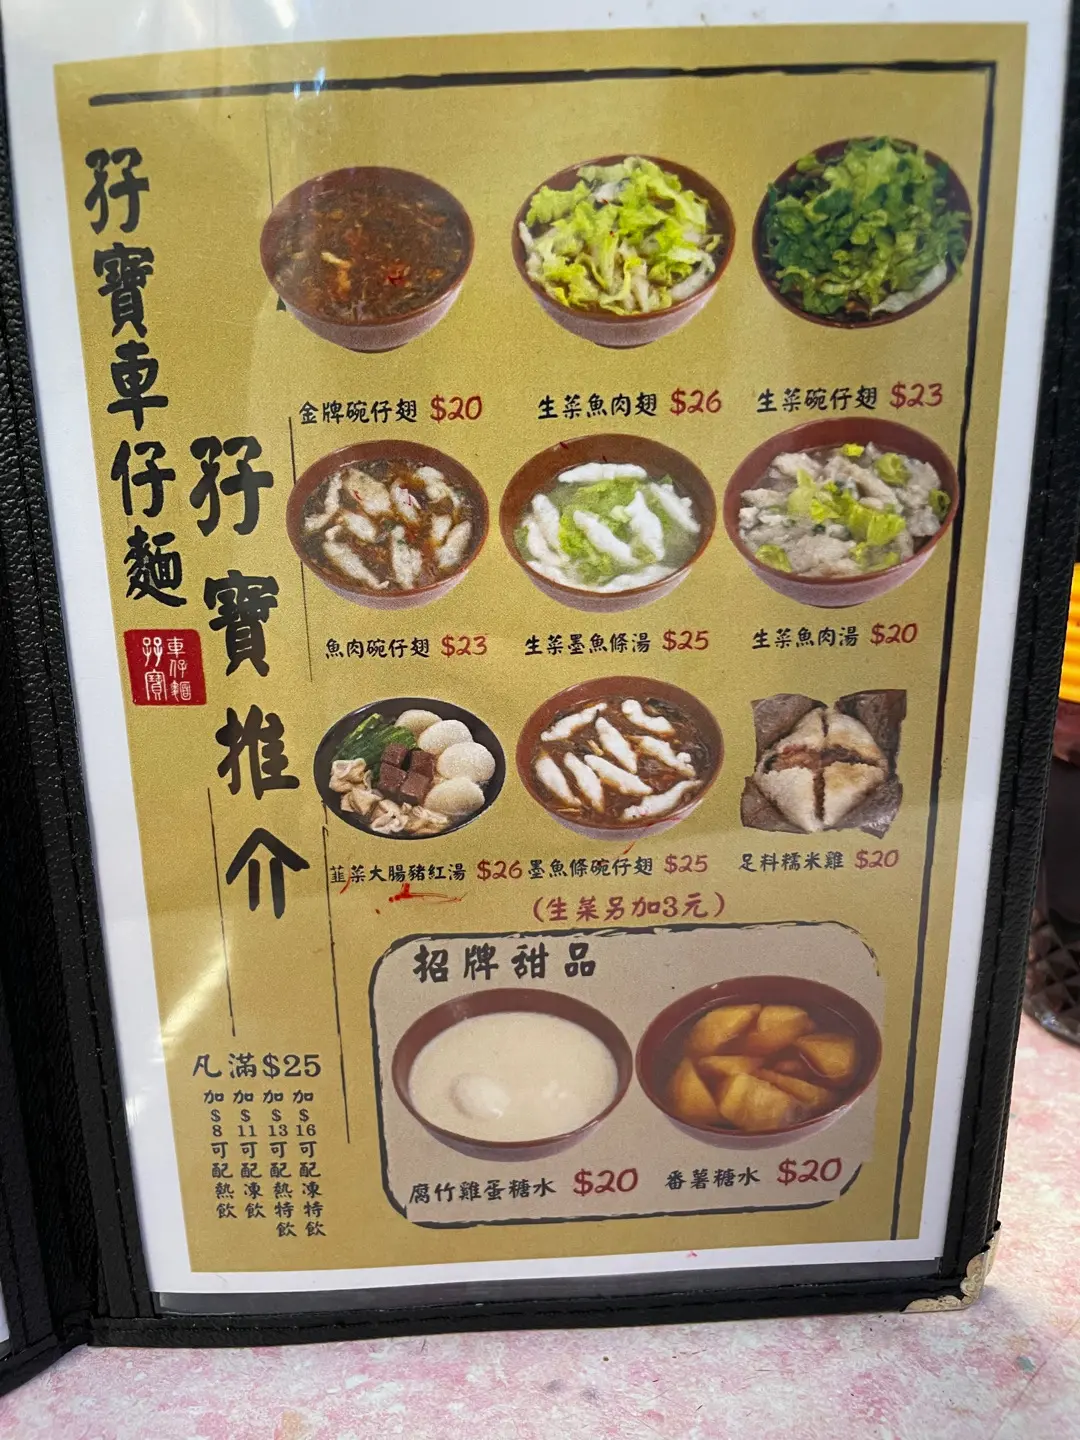 孖寶車仔麵
車仔麵
孖寶
孖寶推介
金牌碗仔翅 $20
生菜魚肉翅 $26
生菜碗仔翅 $23
魚肉碗仔翅 $23
生菜墨魚條湯 $25
生菜魚肉湯 $20
韮菜大腸豬紅湯 $26
墨魚條碗仔翅 $25
足料糯米雞 $20
(生菜另加3元)
招牌甜品
腐竹雞蛋糖水 $20
番薯糖水 $20
凡滿$25
加$8可配熱飲
加$11可配凍飲
加$13可配熱特飲
加$16可配凍特飲